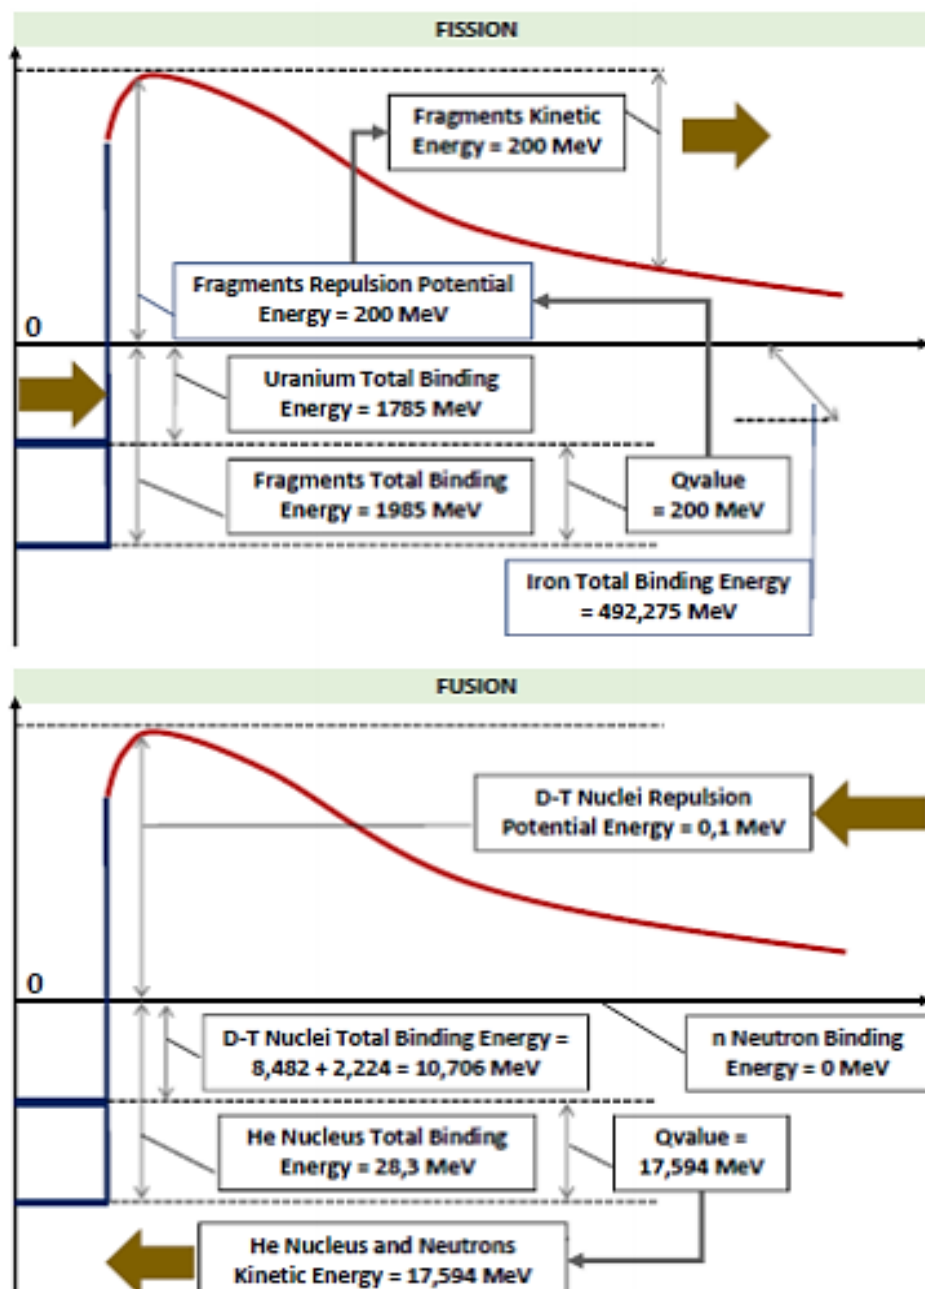 FISSION
Fragments Kinetic
Energy = 200 MeV
Fragments Repulsion Potential
Energy = 200 MeV
0
Uranium Total Binding
Energy = 1785 MeV
Fragments Total Binding
Energy = 1985 MeV
Qvalue
= 200 MeV
Iron Total Binding Energy
= 492,275 MeV
FUSION
D-T Nuclei Repulsion
Potential Energy = 0,1 MeV
0
D-T Nuclei Total Binding Energy =
8,482 + 2,224 = 10,706 MeV
n Neutron Binding
Energy = 0 MeV
He Nucleus Total Binding
Energy = 28,3 MeV
Qvalue =
17,594 MeV
He Nucleus and Neutrons
Kinetic Energy = 17,594 MeV